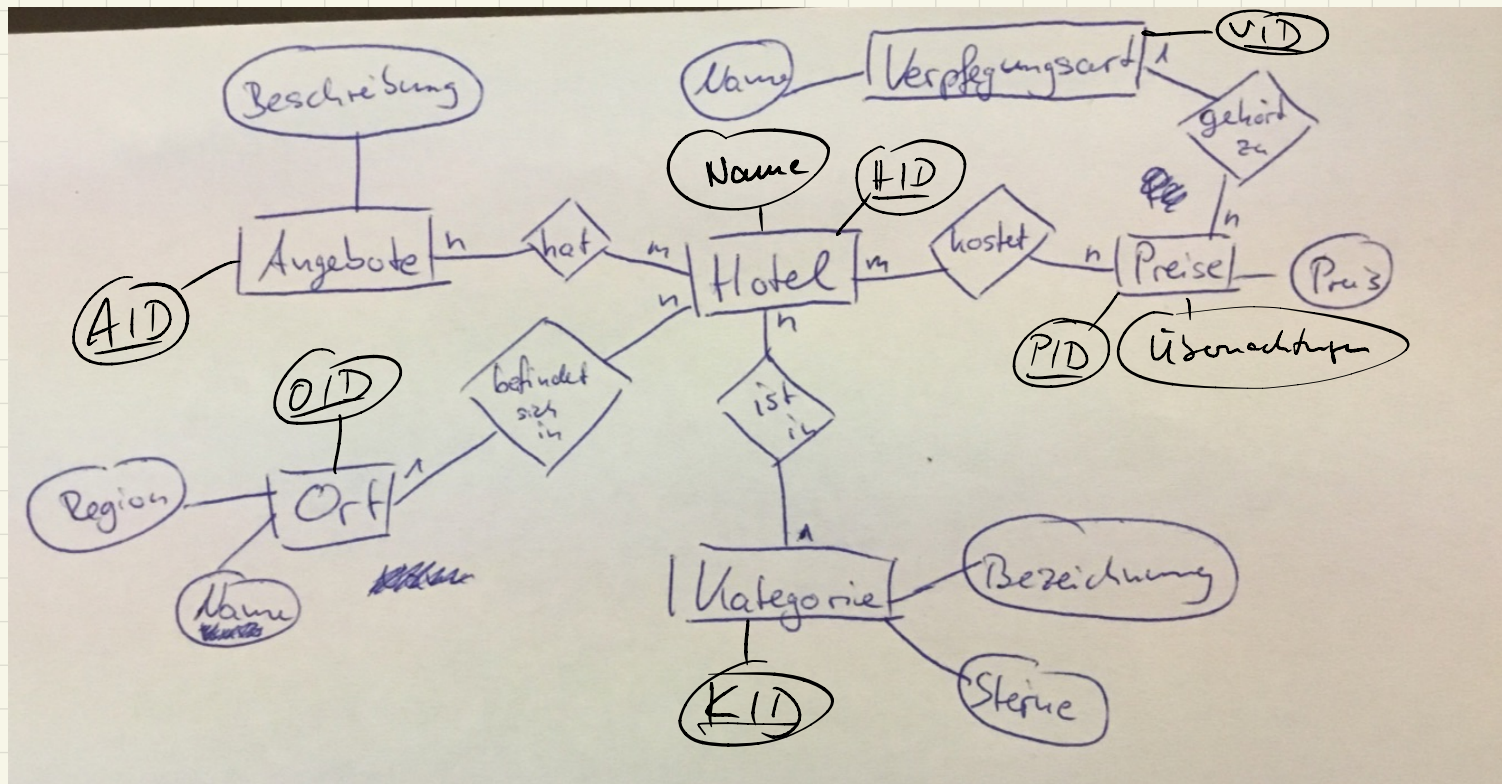 VID
Name
Verpflegungsart
1
Beschreibung
gehört
zu
Name
HID
n
Angebote
n
hat
m
Hotel
m
kostet
n
Preise
Preis
AID
n
n
PID
Übernachtungen
OID
befindet
sich
in
ist
in
1
Region
Ort
1
Bezeichnung
Kategorie
Name
Sterne
KID